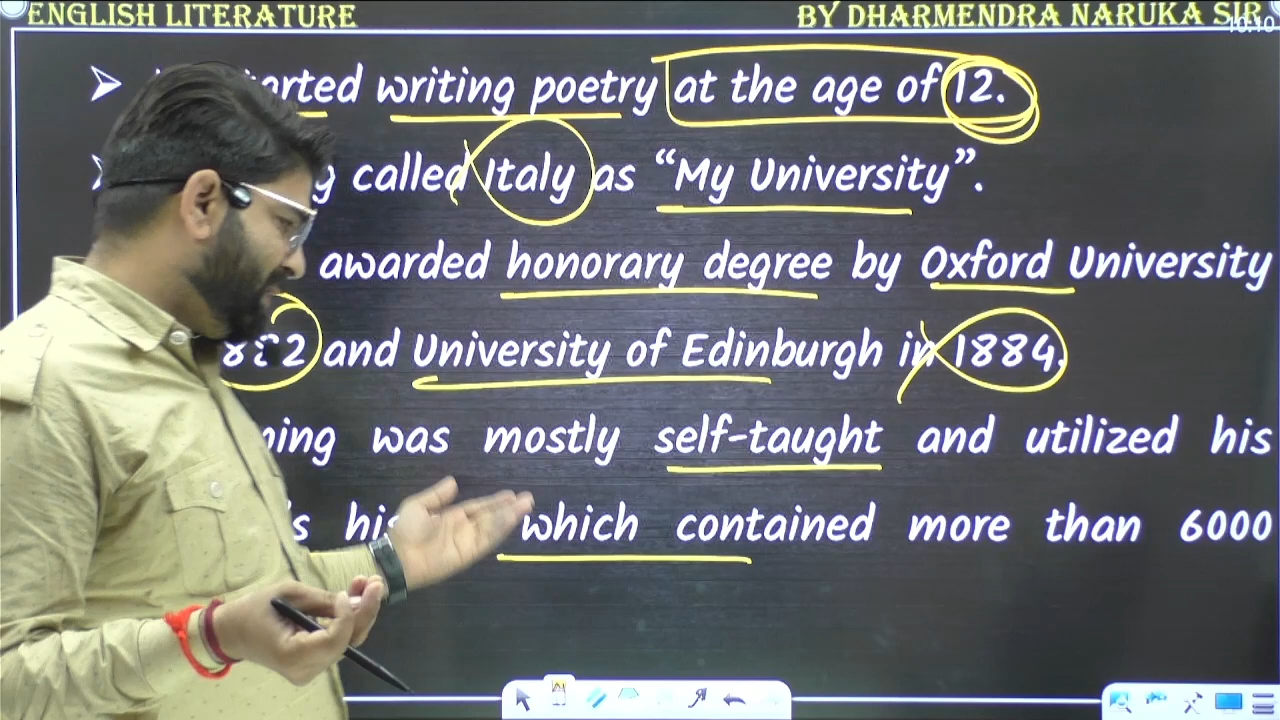 ENGLISH LITERATURE
BY DHARMENDRA NARUKA SIR
10:10
writing poetry at the age of 12.
called Italy as “My University”.
awarded honorary degree by Oxford University
and University of Edinburgh in 1884.
was mostly self-taught and utilized his
which contained more than 6000